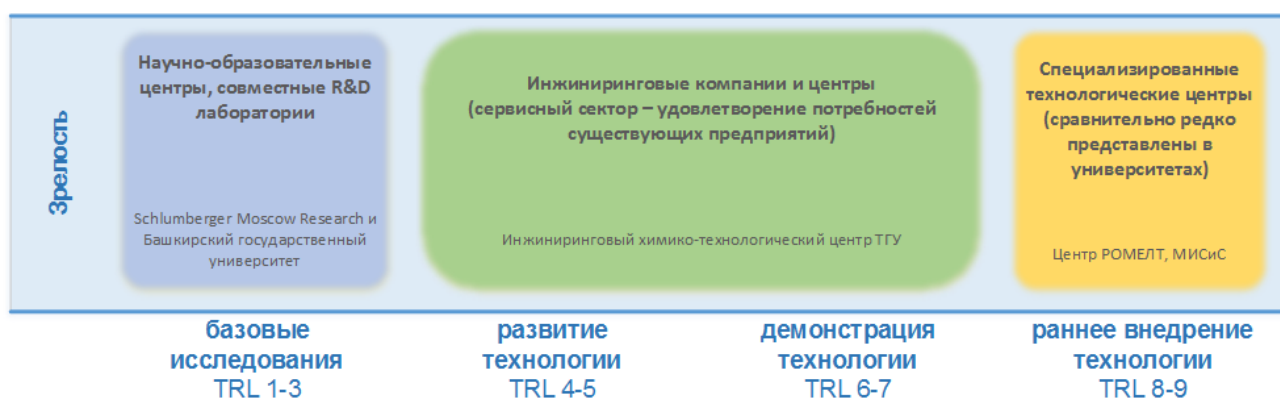 Зрелость
Научно-образовательные
центры, совместные R&D
лаборатории
Schlumberger Moscow Research и
Башкирский государственный
университет
Инжиниринговые компании и центры
(сервисный сектор – удовлетворение потребностей
существующих предприятий)
Инжиниринговый химико-технологический центр ТГУ
Специализированные
технологические центры
(сравнительно редко
представлены в
университетах)
Центр РОМЕЛТ, МИСиС
базовые
исследования
TRL 1-3
развитие
технологии
TRL 4-5
демонстрация
технологии
TRL 6-7
раннее внедрение
технологии
TRL 8-9